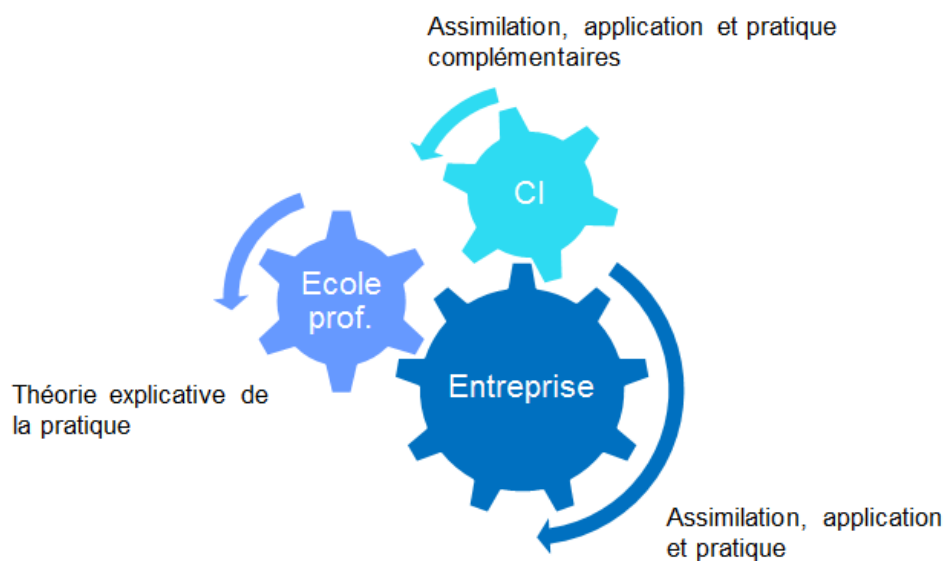 Assimilation, application et pratique
complémentaires
CI
Ecole
prof.
Entreprise
Théorie explicative de
la pratique
Assimilation, application
et pratique